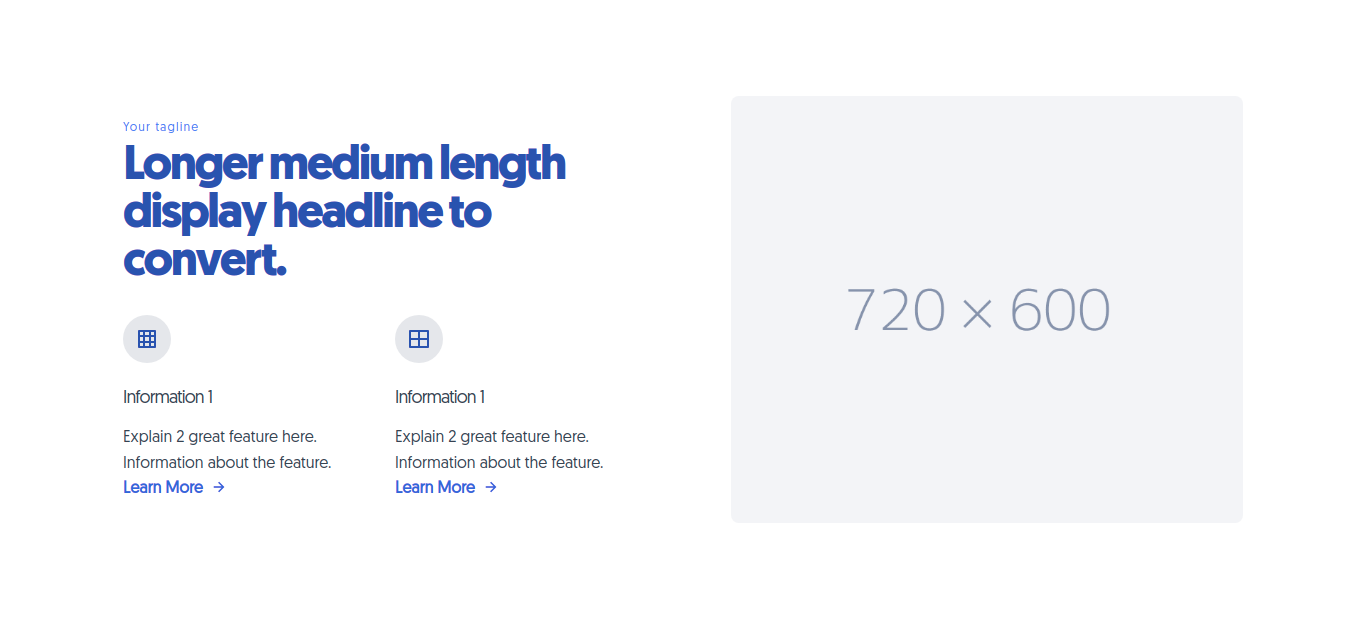 Your tagline
Longer medium length
display headline to
convert.
Information 1
Explain 2 great feature here.
Information about the feature.
Learn More →
Information 1
Explain 2 great feature here.
Information about the feature.
Learn More →
720 × 600